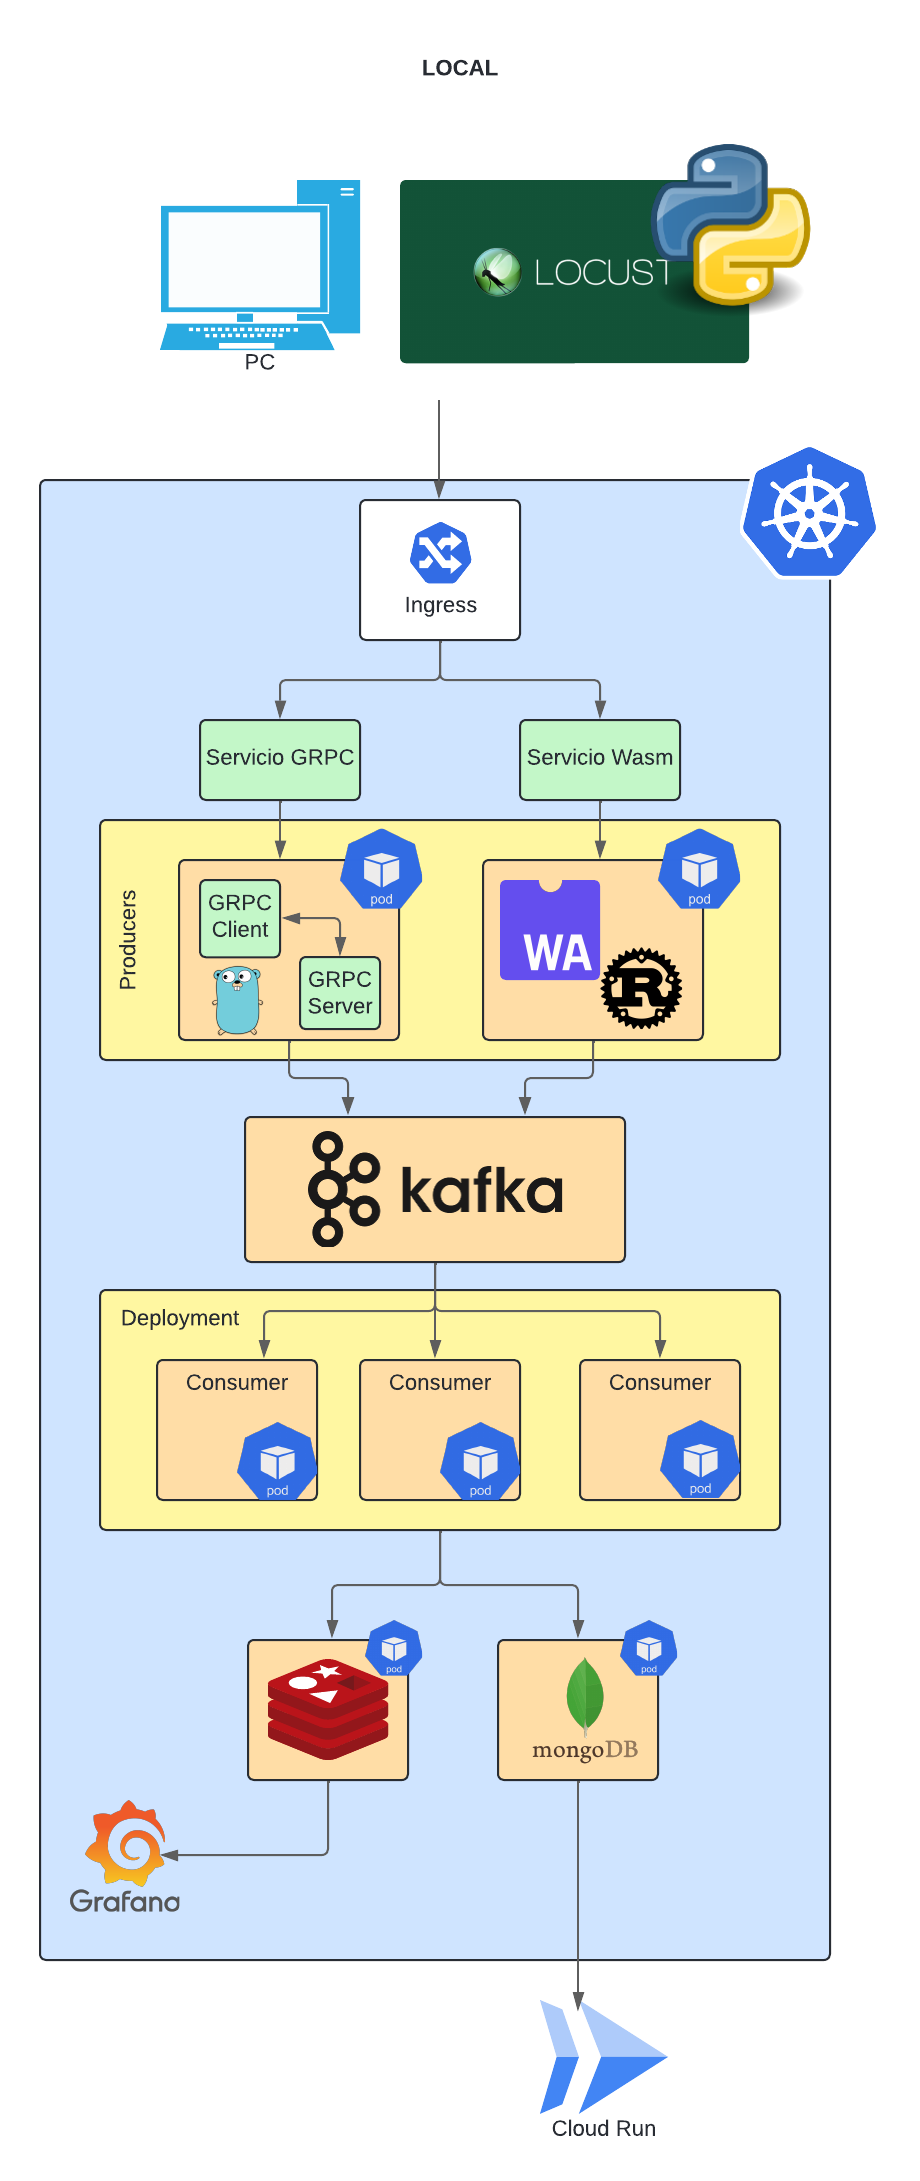 LOCAL
LOCUST
PC
Ingress
Servicio GRPC
Servicio Wasm
Producers
pod
GRPC
Client
GRPC
Server
pod
WA
R
kafka
Deployment
Consumer
pod
Consumer
pod
Consumer
pod
pod
pod
mongoDB
Grafana
Cloud Run